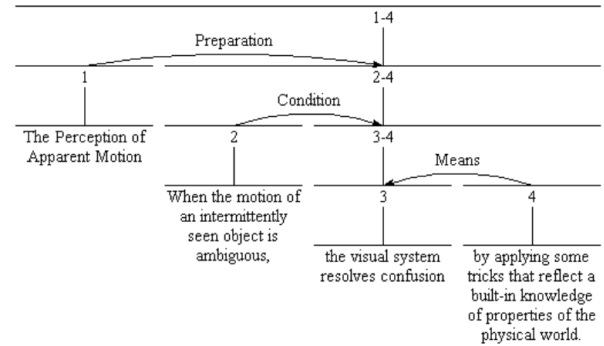 1-4
Preparation
1
2-4
Condition
The Perception of
Apparent Motion
2
3-4
Means
When the motion of
an intermittently
seen object is
ambiguous,
3
4
the visual system
resolves confusion
by applying some
tricks that reflect a
built-in knowledge
of properties of the
physical world.